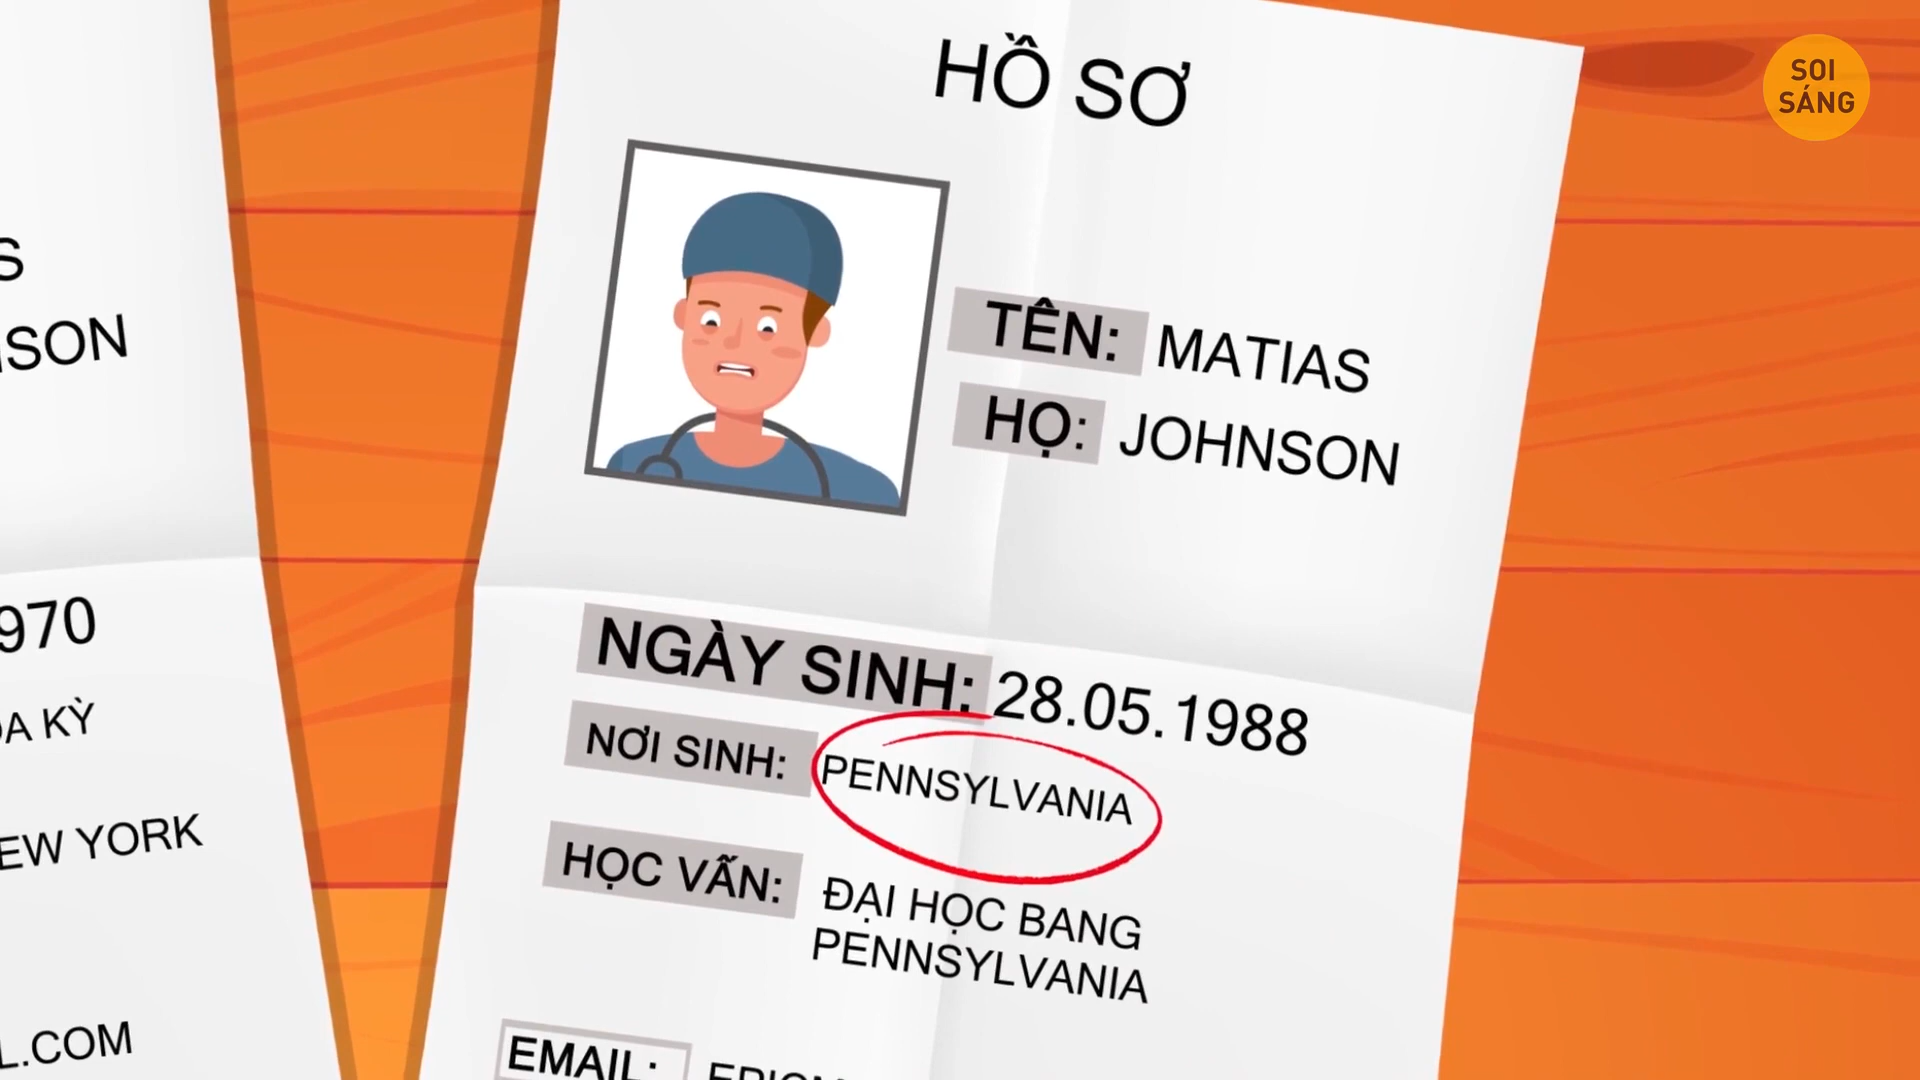 HỒ SƠ
SOI
SÁNG
TÊN: MATIAS
HỌ: JOHNSON
NGÀY SINH: 28.05.1988
NƠI SINH: PENNSYLVANIA
HỌC VẤN: ĐẠI HỌC BANG
PENNSYLVANIA
EMAIL:
S
SON
970
KỲ
YORK
L.COM